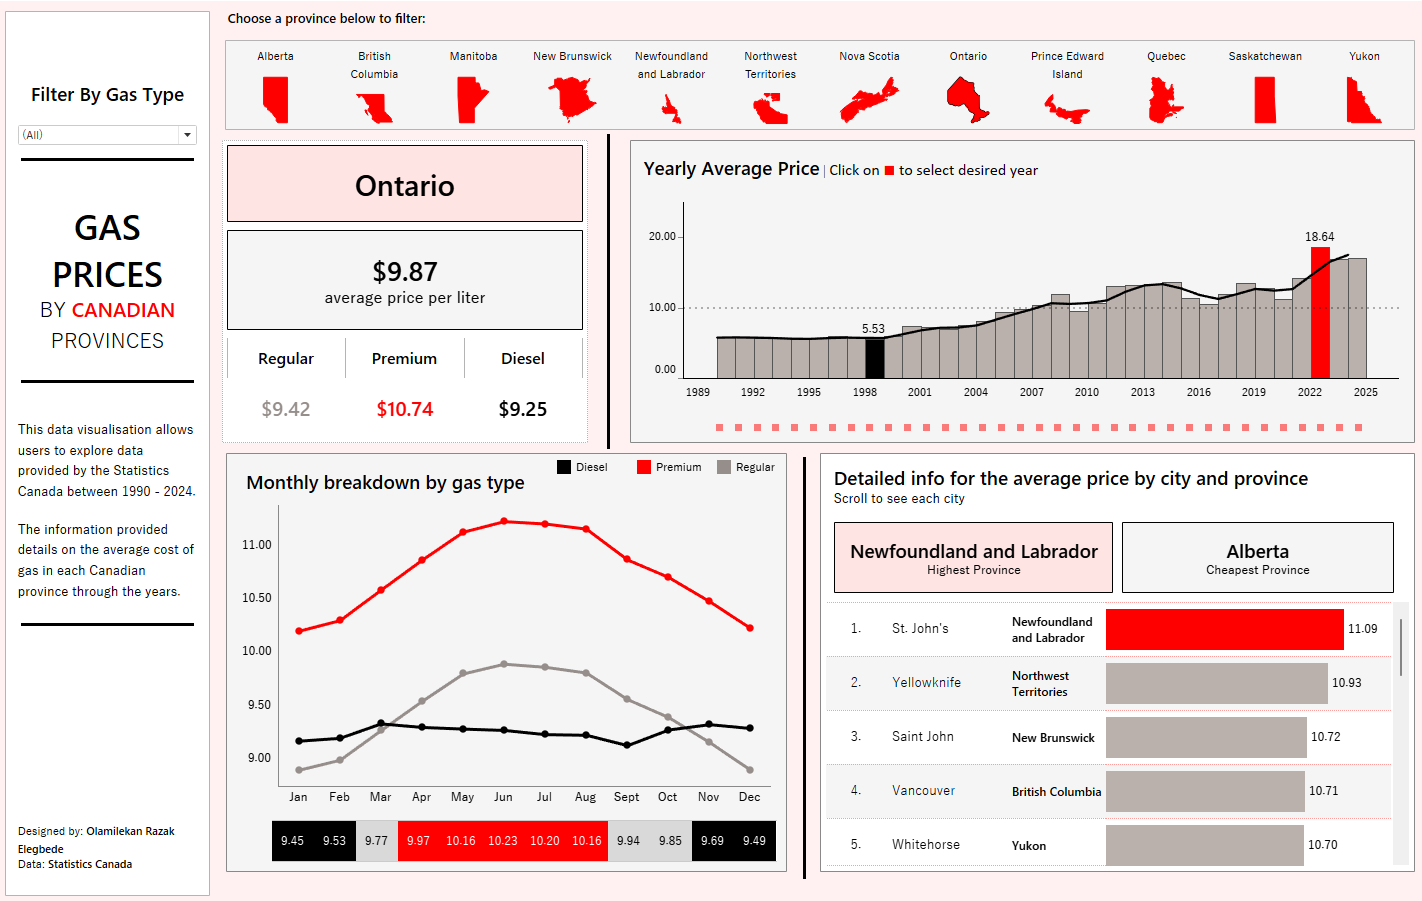 Choose a province below to filter:
Alberta
British
Columbia
Manitoba
New Brunswick
Newfoundland
and Labrador
Northwest
Territories
Nova Scotia
Ontario
Prince Edward
Island
Quebec
Saskatchewan
Yukon
Filter By Gas Type
(All)
GAS
PRICES
BY CANADIAN
PROVINCES
This data visualisation allows
users to explore data
provided by the Statistics
Canada between 1990 - 2024.
The information provided
details on the average cost of
gas in each Canadian
province through the years.
Designed by: Olamilekan Razak
Elegbede
Data: Statistics Canada
Ontario
$9.87
average price per liter
Regular Premium Diesel
$9.42 $10.74 $9.25
Yearly Average Price | Click on to select desired year
20.00
10.00
0.00
5.53
18.64
1989 1992 1995 1998 2001 2004 2007 2010 2013 2016 2019 2022 2025
Monthly breakdown by gas type
Diesel Premium Regular
11.00
10.50
10.00
9.50
9.00
Jan Feb Mar Apr May Jun Jul Aug Sept Oct Nov Dec
9.45 9.53 9.77 9.97 10.16 10.23 10.20 10.16 9.94 9.85 9.69 9.49
Detailed info for the average price by city and province
Scroll to see each city
Newfoundland and Labrador
Highest Province
Alberta
Cheapest Province
1. St. John's Newfoundland
and Labrador 11.09
2. Yellowknife Northwest
Territories 10.93
3. Saint John New Brunswick 10.72
4. Vancouver British Columbia 10.71
5. Whitehorse Yukon 10.70